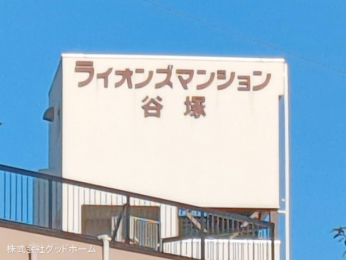 ライオンズマンション
谷塚
株式会社グッドホーム